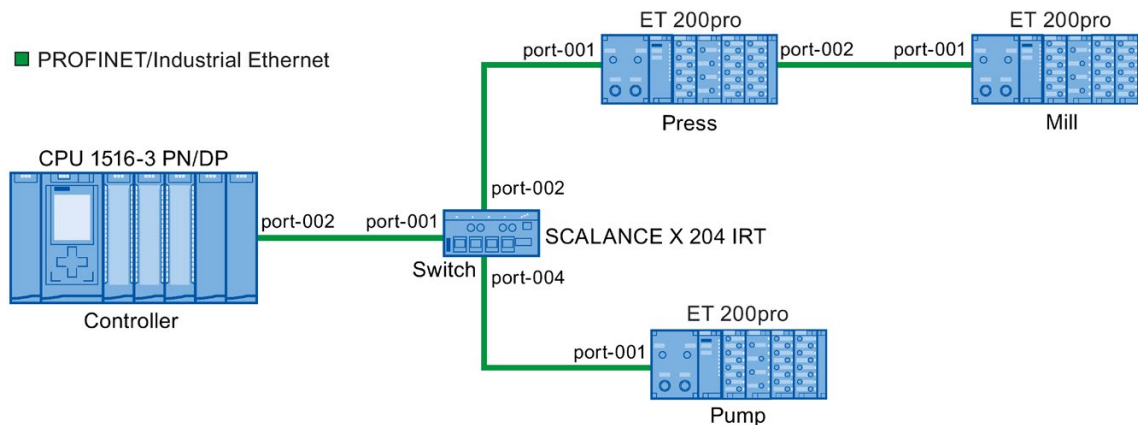 ET 200pro
ET 200pro
port-001
port-002
port-001
PROFINET/Industrial Ethernet
Press
Mill
CPU 1516-3 PN/DP
port-002
port-002
port-001
SCALANCE X 204 IRT
Switch
port-004
Controller
ET 200pro
port-001
Pump